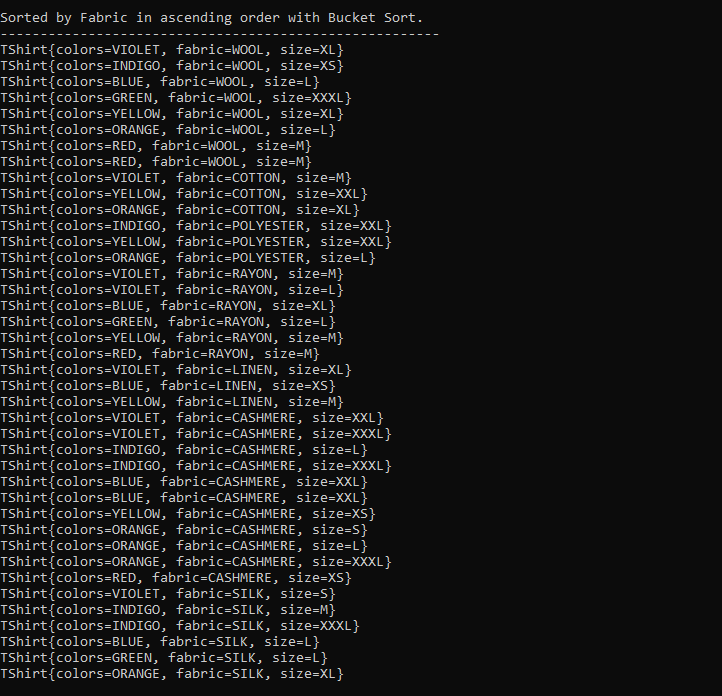 Sorted by Fabric in ascending order with Bucket Sort.
-------------------------------------------------------
TShirt{colors=VIOLET, fabric=WOOL, size=XL}
TShirt{colors=INDIGO, fabric=WOOL, size=XS}
TShirt{colors=BLUE, fabric=WOOL, size=L}
TShirt{colors=GREEN, fabric=WOOL, size=XXXL}
TShirt{colors=YELLOW, fabric=WOOL, size=XL}
TShirt{colors=ORANGE, fabric=WOOL, size=L}
TShirt{colors=RED, fabric=WOOL, size=M}
TShirt{colors=RED, fabric=WOOL, size=M}
TShirt{colors=VIOLET, fabric=COTTON, size=M}
TShirt{colors=YELLOW, fabric=COTTON, size=XXL}
TShirt{colors=ORANGE, fabric=COTTON, size=XL}
TShirt{colors=INDIGO, fabric=POLYESTER, size=XXL}
TShirt{colors=YELLOW, fabric=POLYESTER, size=XXL}
TShirt{colors=ORANGE, fabric=POLYESTER, size=L}
TShirt{colors=VIOLET, fabric=RAYON, size=M}
TShirt{colors=VIOLET, fabric=RAYON, size=L}
TShirt{colors=BLUE, fabric=RAYON, size=XL}
TShirt{colors=GREEN, fabric=RAYON, size=L}
TShirt{colors=YELLOW, fabric=RAYON, size=M}
TShirt{colors=RED, fabric=RAYON, size=M}
TShirt{colors=VIOLET, fabric=LINEN, size=XL}
TShirt{colors=BLUE, fabric=LINEN, size=XS}
TShirt{colors=YELLOW, fabric=LINEN, size=M}
TShirt{colors=VIOLET, fabric=CASHMERE, size=XXL}
TShirt{colors=VIOLET, fabric=CASHMERE, size=XXXL}
TShirt{colors=INDIGO, fabric=CASHMERE, size=L}
TShirt{colors=INDIGO, fabric=CASHMERE, size=XXXL}
TShirt{colors=BLUE, fabric=CASHMERE, size=XXL}
TShirt{colors=BLUE, fabric=CASHMERE, size=XXL}
TShirt{colors=YELLOW, fabric=CASHMERE, size=XS}
TShirt{colors=ORANGE, fabric=CASHMERE, size=S}
TShirt{colors=ORANGE, fabric=CASHMERE, size=L}
TShirt{colors=ORANGE, fabric=CASHMERE, size=XXXL}
TShirt{colors=RED, fabric=CASHMERE, size=XS}
TShirt{colors=VIOLET, fabric=SILK, size=S}
TShirt{colors=INDIGO, fabric=SILK, size=M}
TShirt{colors=INDIGO, fabric=SILK, size=XXXL}
TShirt{colors=BLUE, fabric=SILK, size=L}
TShirt{colors=GREEN, fabric=SILK, size=L}
TShirt{colors=ORANGE, fabric=SILK, size=XL}